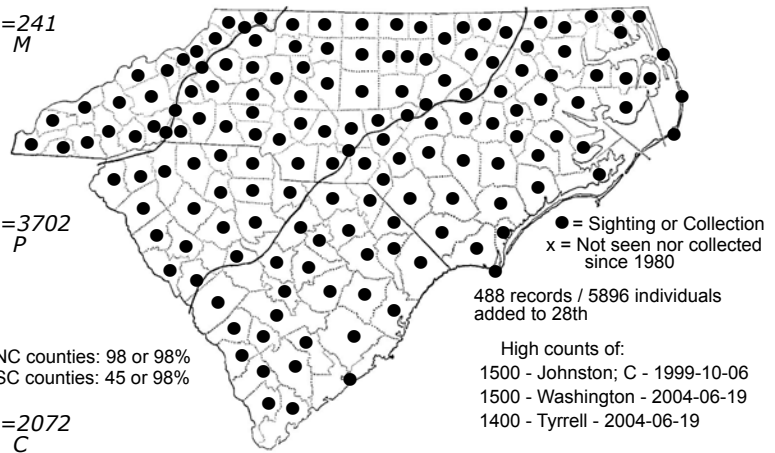 =241
M
=3702
P
● = Sighting or Collection
x = Not seen nor collected
since 1980
488 records / 5896 individuals
added to 28th
NC counties: 98 or 98%
SC counties: 45 or 98%
High counts of:
1500 - Johnston; C - 1999-10-06
1500 - Washington - 2004-06-19
1400 - Tyrrell - 2004-06-19
=2072
C